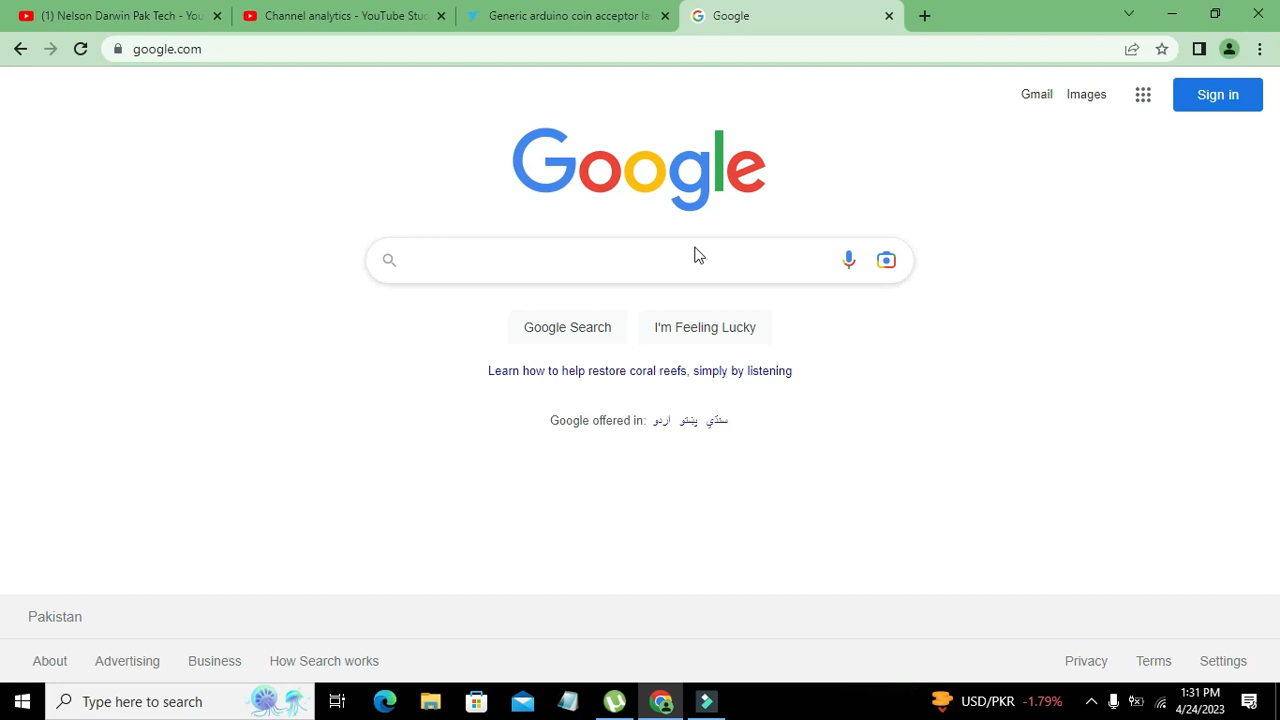 (1) Nelson Darwin Pak Tech - You
Channel analytics - YouTube Stud
Generic arduino coin acceptor la
Google
google.com
Gmail Images Sign in
Google
Google Search I'm Feeling Lucky
Learn how to help restore coral reefs, simply by listening
Google offered in: اردو پښتو سنڌي
Pakistan
About Advertising Business How Search works Privacy Terms Settings
Type here to search USD/PKR -1.79% 1:31 PM
4/24/2023